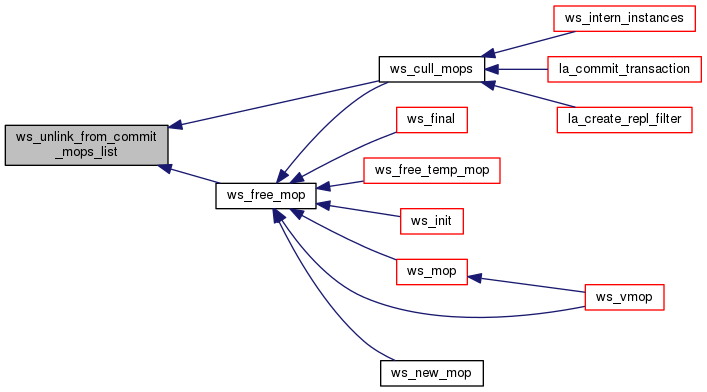 ws_unlink_from_commit
_mops_list
ws_cull_mops
ws_intern_instances
la_commit_transaction
la_create_repl_filter
ws_free_mop
ws_final
ws_free_temp_mop
ws_init
ws_mop
ws_vmop
ws_new_mop